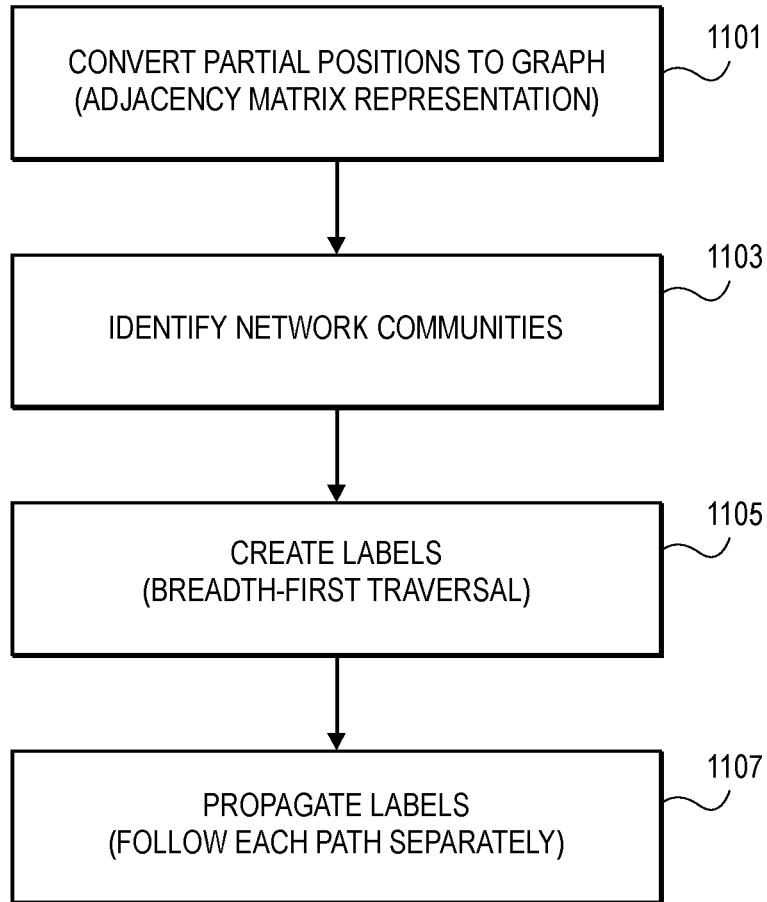 1101
CONVERT PARTIAL POSITIONS TO GRAPH
(ADJACENCY MATRIX REPRESENTATION)
1103
IDENTIFY NETWORK COMMUNITIES
1105
CREATE LABELS
(BREADTH-FIRST TRAVERSAL)
1107
PROPAGATE LABELS
(FOLLOW EACH PATH SEPARATELY)